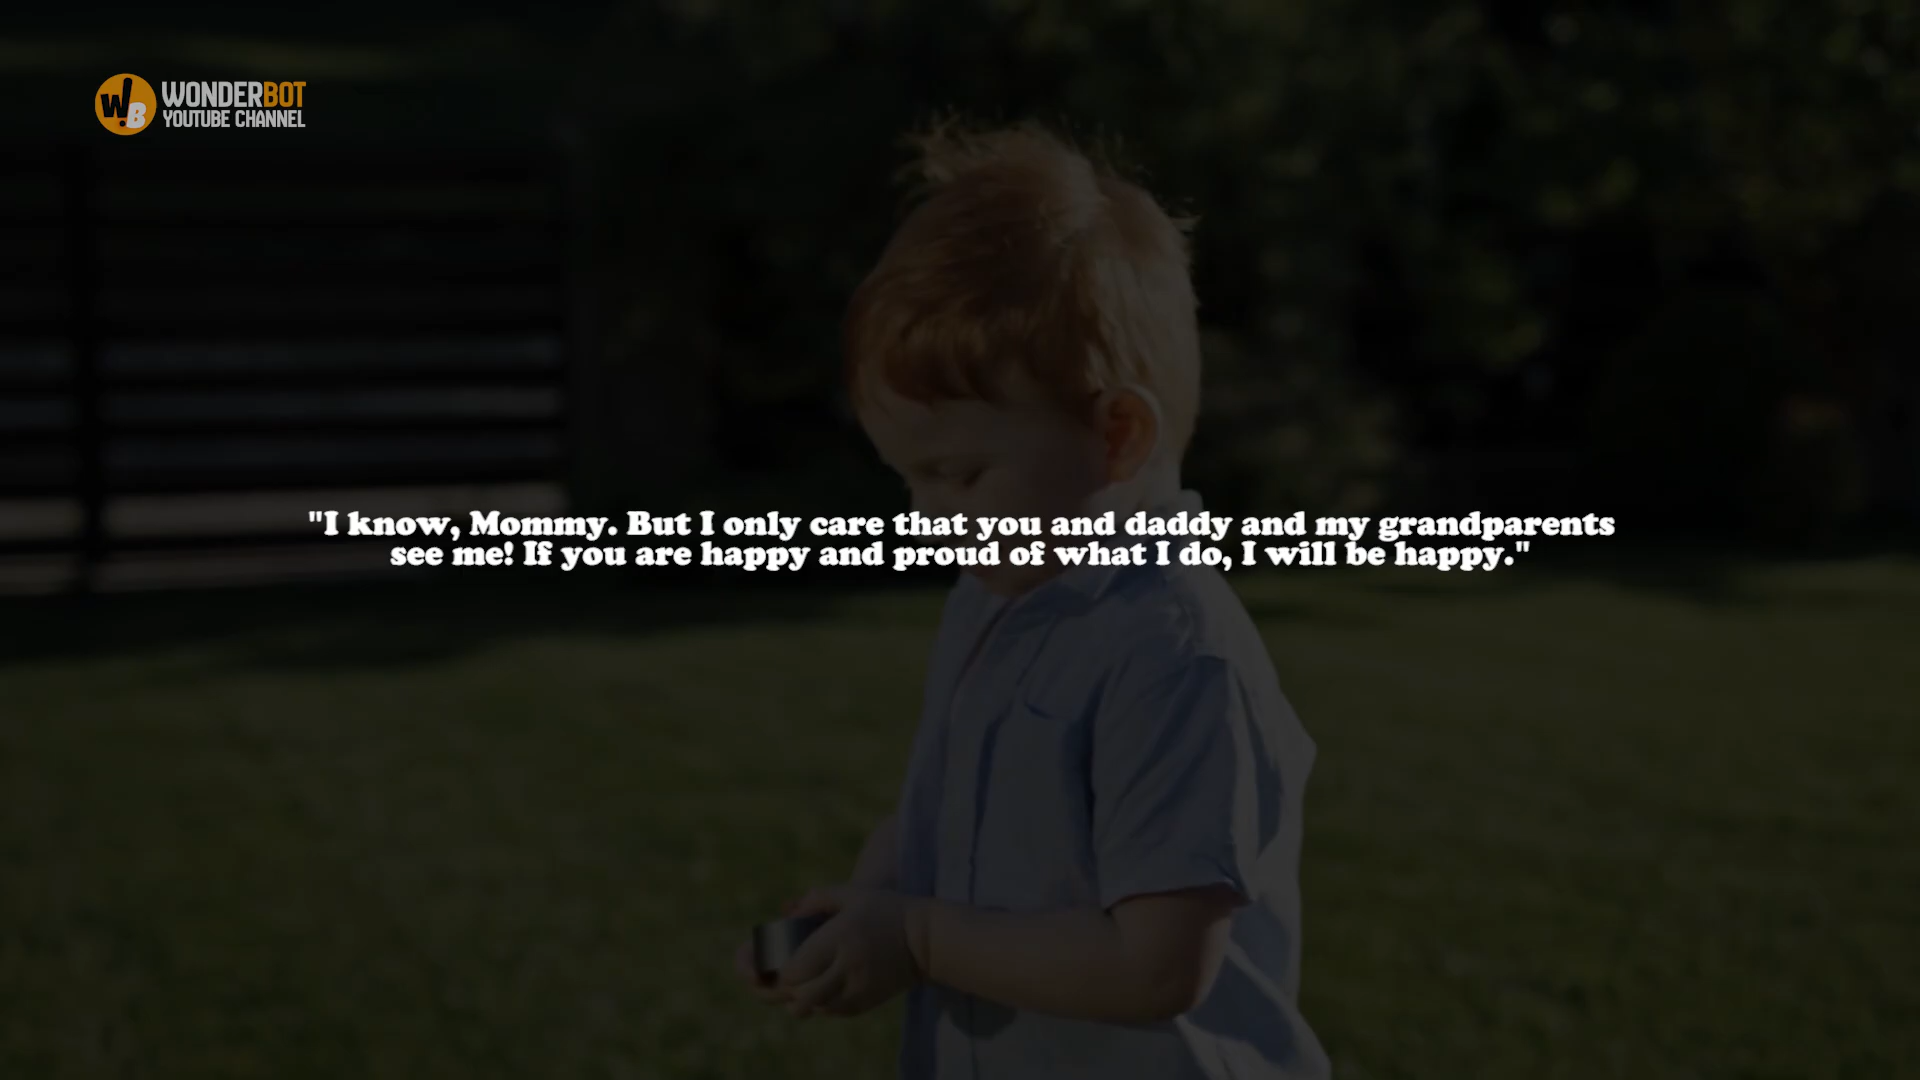 W!B
WONDERBOT
YOUTUBE CHANNEL
"I know, Mommy. But I only care that you and daddy and my grandparents
see me! If you are happy and proud of what I do, I will be happy."